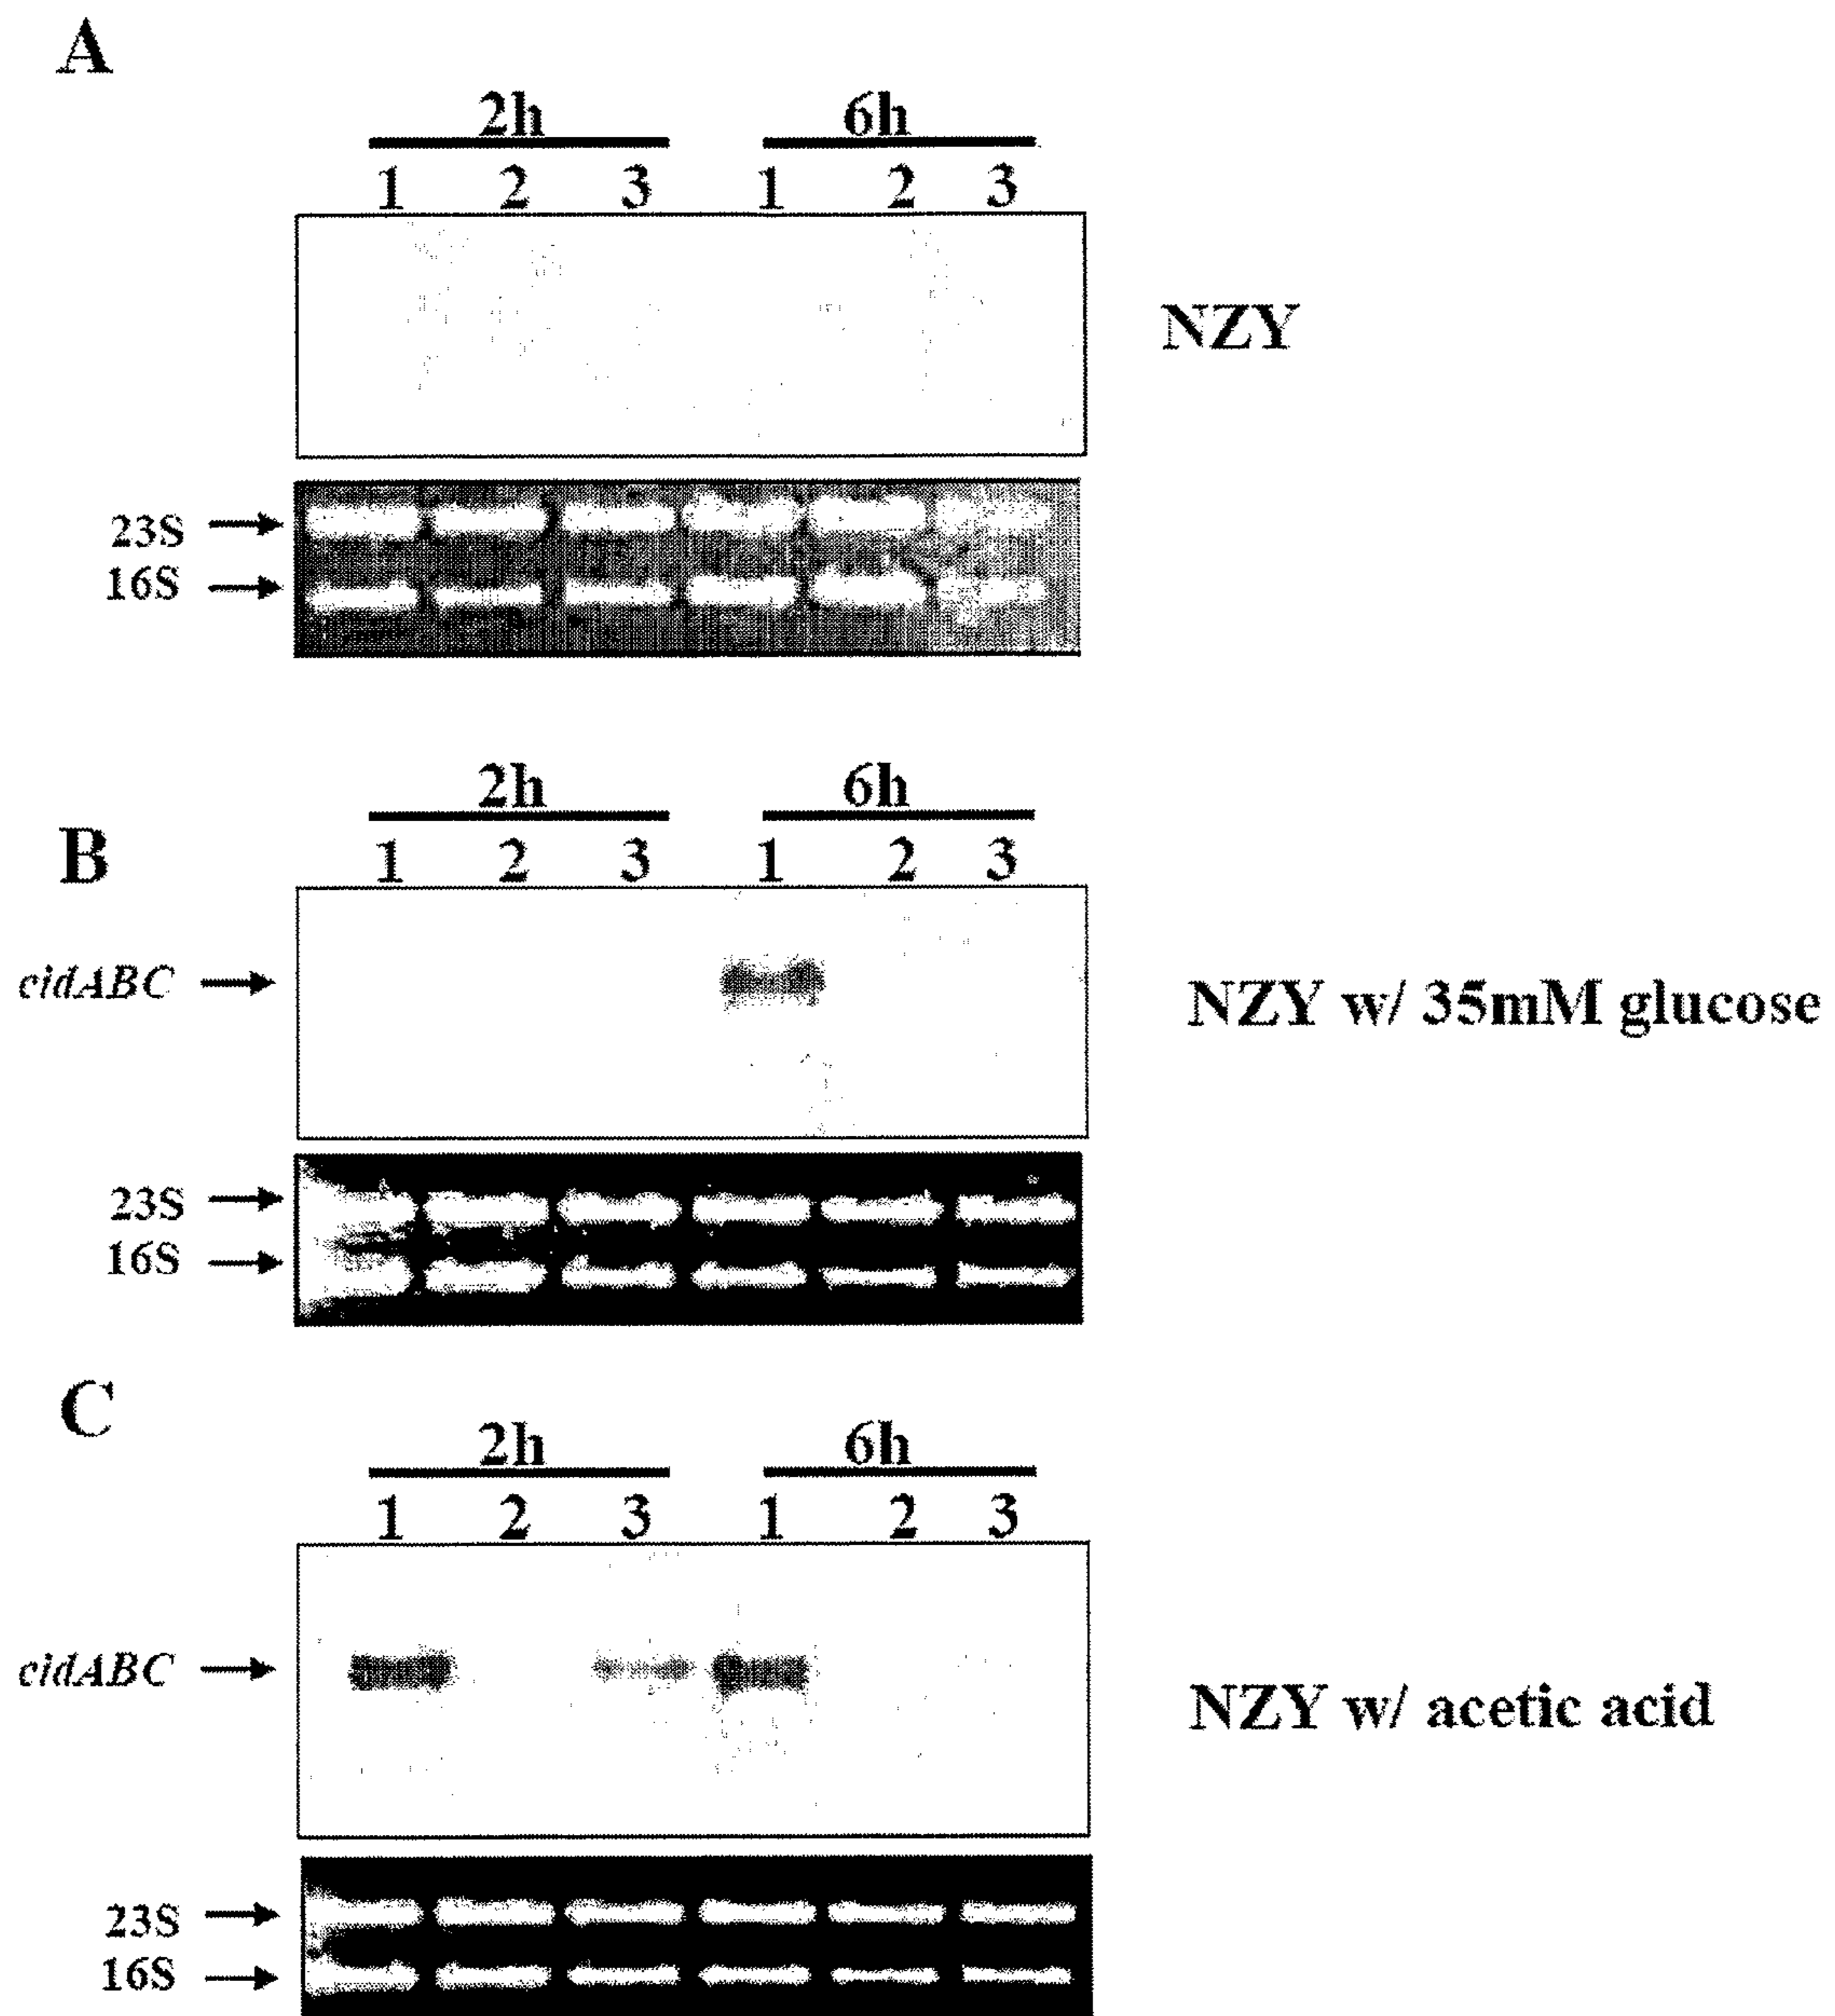 A
2h 6h
1 2 3 1 2 3
NZY
23S
16S
2h 6h
B
1 2 3 1 2 3
cidABC
NZY w/ 35mM glucose
23S
16S
C
2h 6h
1 2 3 1 2 3
cidABC
NZY w/ acetic acid
23S
16S